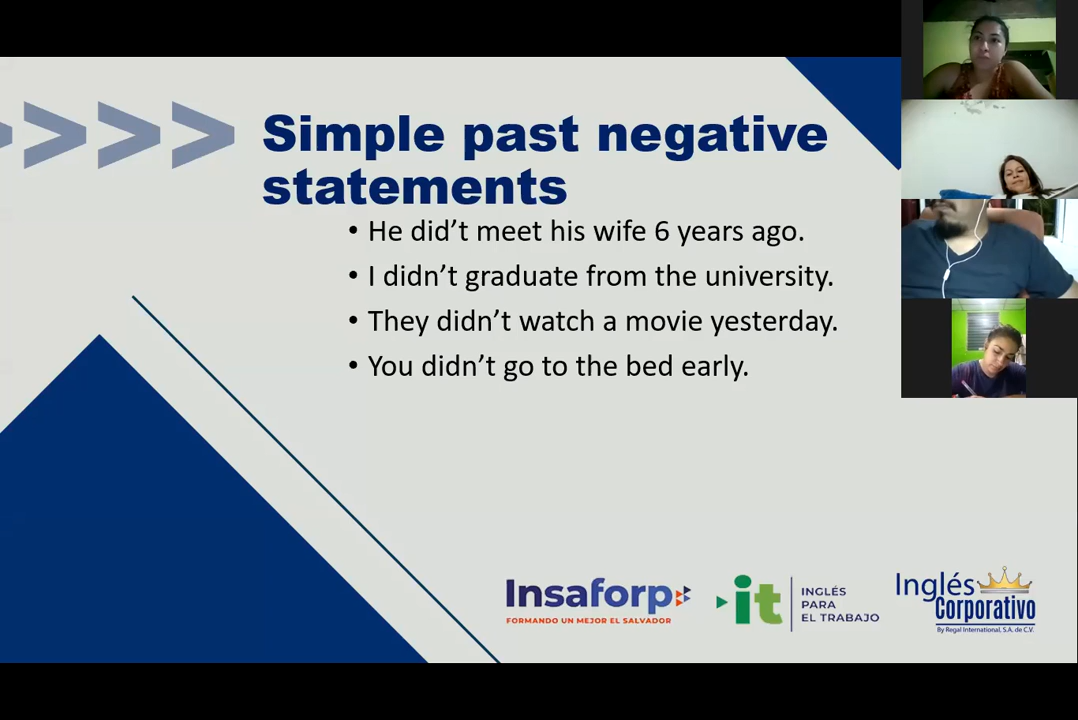 Simple past negative
statements
• He did't meet his wife 6 years ago.
• I didn't graduate from the university.
• They didn't watch a movie yesterday.
• You didn't go to the bed early.
Insaforp
FORMANDO UN MEJOR EL SALVADOR
it
INGLÉS
PARA
EL TRABAJO
Inglés
Corporativo
By Regal International, S.A. de C.V.